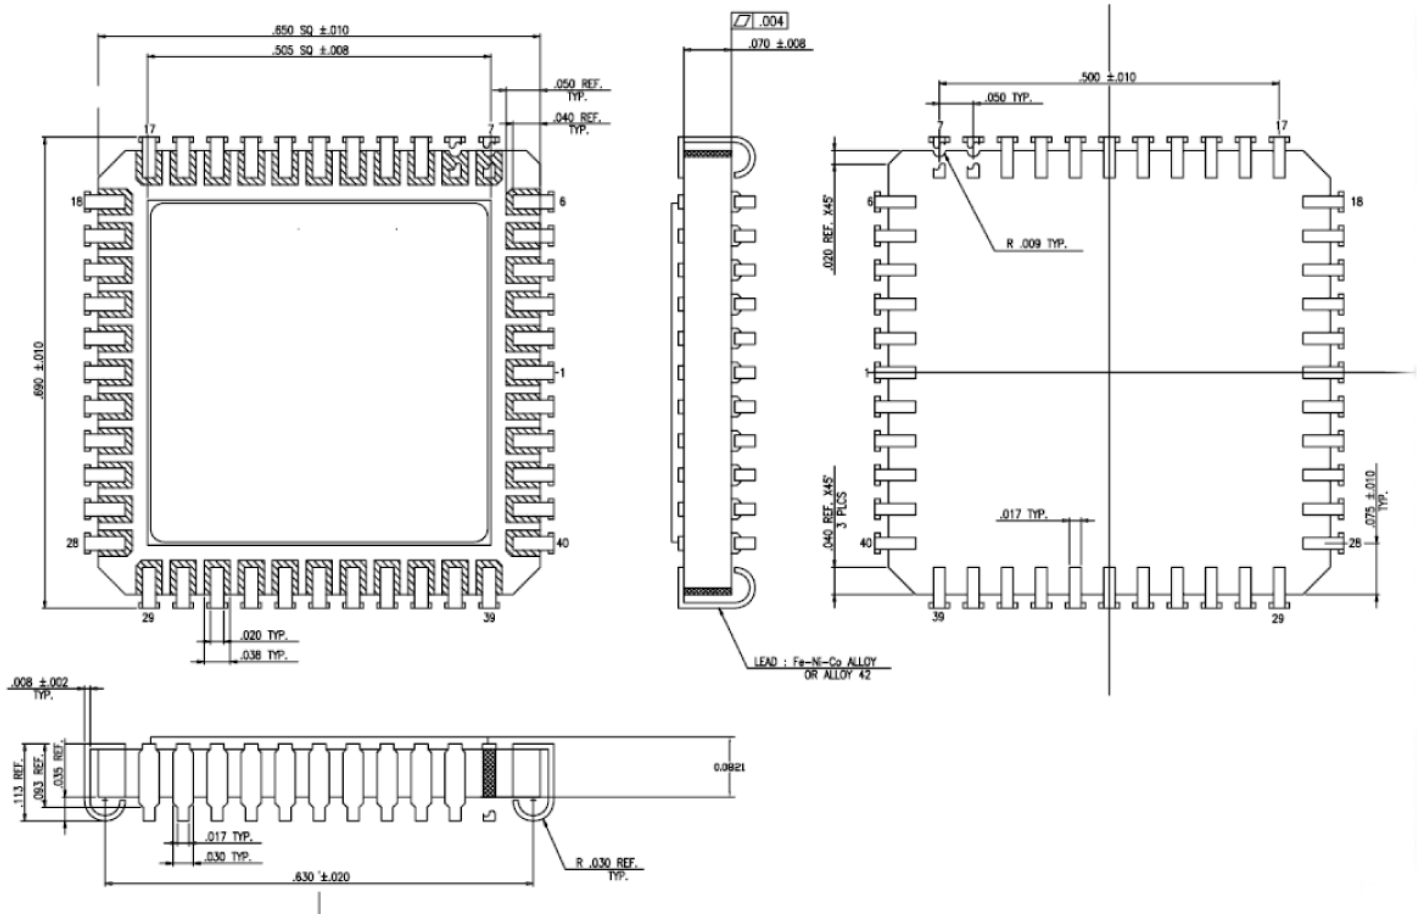 .650 SQ ±.010
.505 SQ ±.008
.050 REF.
TYP.
.040 REF.
TYP.
17
7
18
6
.690 ±.010
1
28
40
29
39
.020 TYP.
.038 TYP.
.004
.070 ±.008
LEAD : Fe-Ni-Co ALLOY
OR ALLOY 42
.500 ±.010
.050 TYP.
7
17
6
18
.020 REF. X45°
R .009 TYP.
1
.040 REF. X45°
3 PLCS
.017 TYP.
.075 ±.010
TYP.
40
28
39
29
.008 ±.002
TYP.
.113 REF.
.093 REF.
.035 REF.
0.0821
.017 TYP.
.030 TYP.
R .030 REF.
TYP.
.630 ±.020